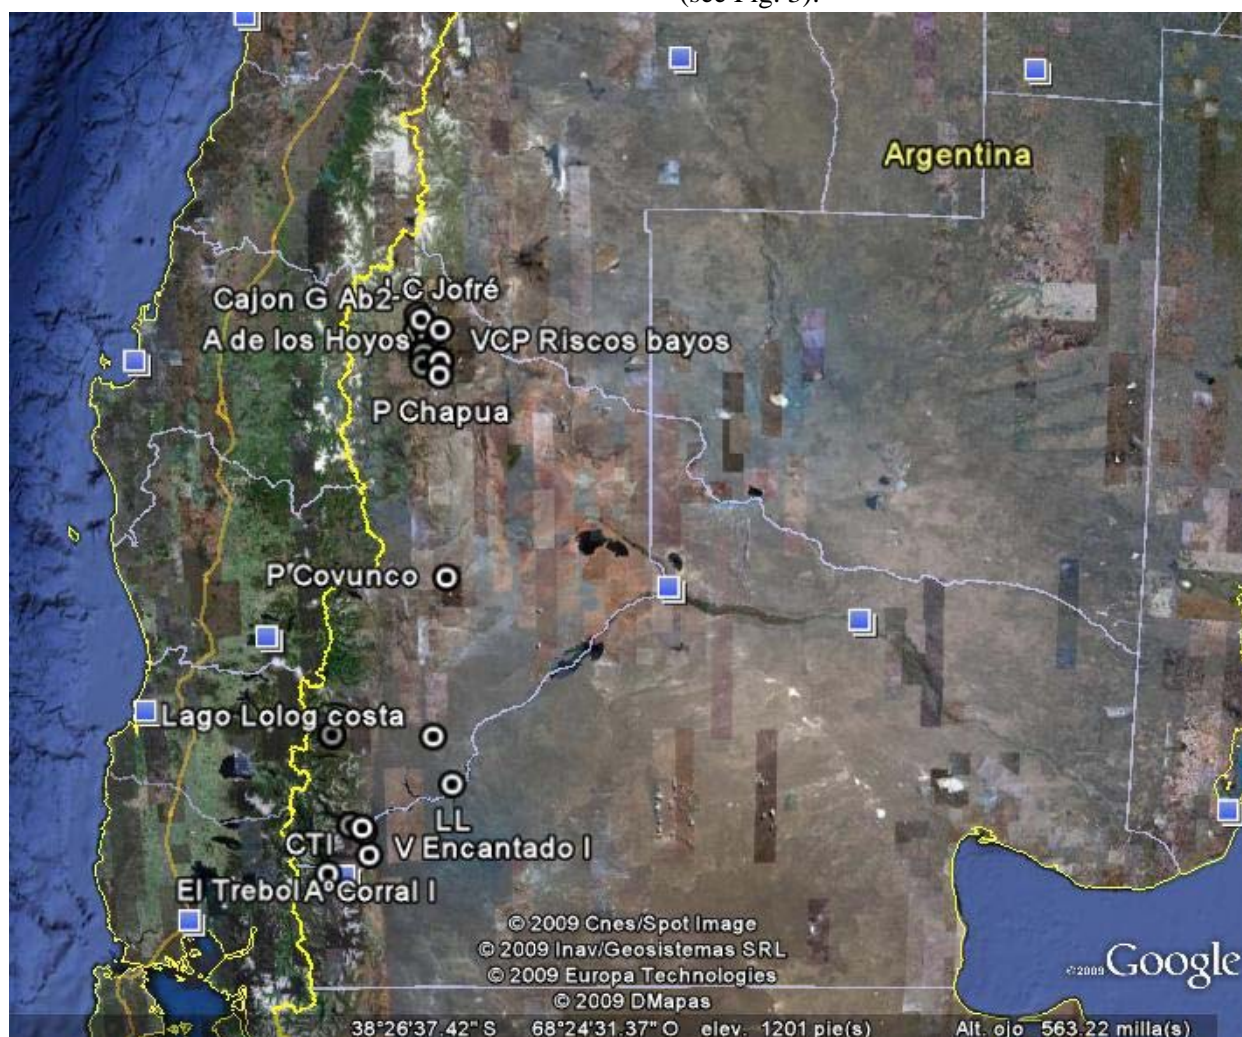 (see Fig. 3).
Argentina
C Jofré
Cajon G Ab2
A de los Hoyos
VCP Riscos bayos
P Chapua
P Covunco
Lago Lolog costa
LL
CTI
V Encantado I
El Trebol
Aº Corral I
© 2009 Cnes/Spot Image
© 2009 Inav/Geosistemas SRL
© 2009 Europa Technologies
© 2009 DMapas
©2009 Google
38°26'37.42" S 68°24'31.37" O elev. 1201 pie(s) Alt. ojo 563.22 milla(s)